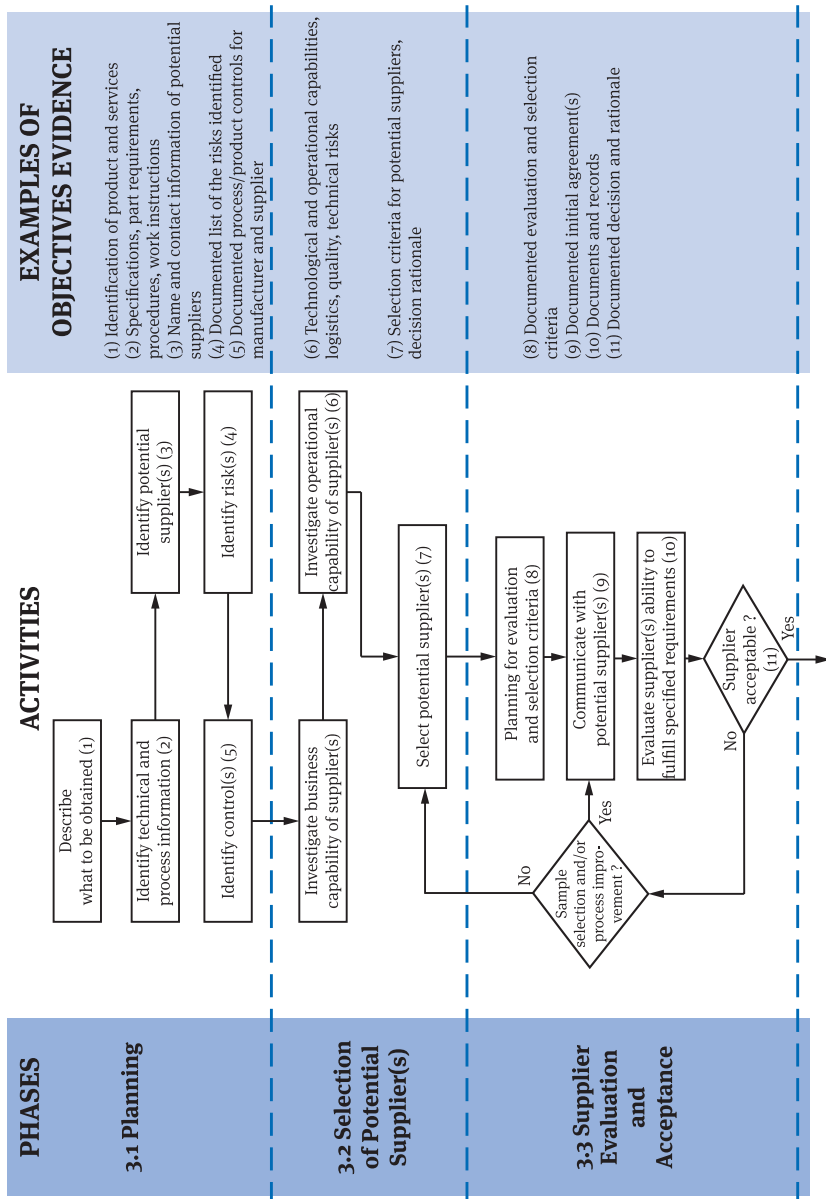 PHASES
ACTIVITIES
EXAMPLES OF
OBJECTIVES EVIDENCE
3.1 Planning
Describe
what to be obtained (1)
Identify technical and
process information (2)
Identify potential
supplier(s) (3)
Identify risk(s) (4)
Identify control(s) (5)
(1) Identification of product and services
(2) Specifications, part requirements,
procedures, work instructions
(3) Name and contact information of potential
suppliers
(4) Documented list of the risks identified
(5) Documented process/product controls for
manufacturer and supplier
3.2 Selection
of Potential
Supplier(s)
Investigate business
capability of supplier(s)
Investigate operational
capability of supplier(s) (6)
Select potential supplier(s) (7)
(6) Technological and operational capabilities,
logistics, quality, technical risks
(7) Selection criteria for potential suppliers,
decision rationale
3.3 Supplier
Evaluation
and
Acceptance
Planning for evaluation
and selection criteria (8)
No
Sample
selection and/or
process impro-
vement ?
Yes
Communicate with
potential supplier(s) (9)
Evaluate supplier(s) ability to
fulfill specified requirements (10)
No
Supplier
acceptable ?
(11)
Yes
(8) Documented evaluation and selection
criteria
(9) Documented initial agreement(s)
(10) Documents and records
(11) Documented decision and rationale